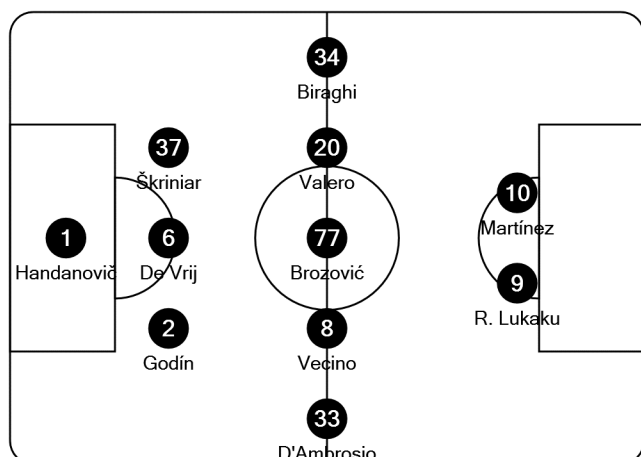 34
Biraghi
37
Škriniar
20
Valero
10
Martínez
1
Handanovič
6
De Vrij
77
Brozović
9
R. Lukaku
2
Godín
8
Vecino
33
D'Ambrosio